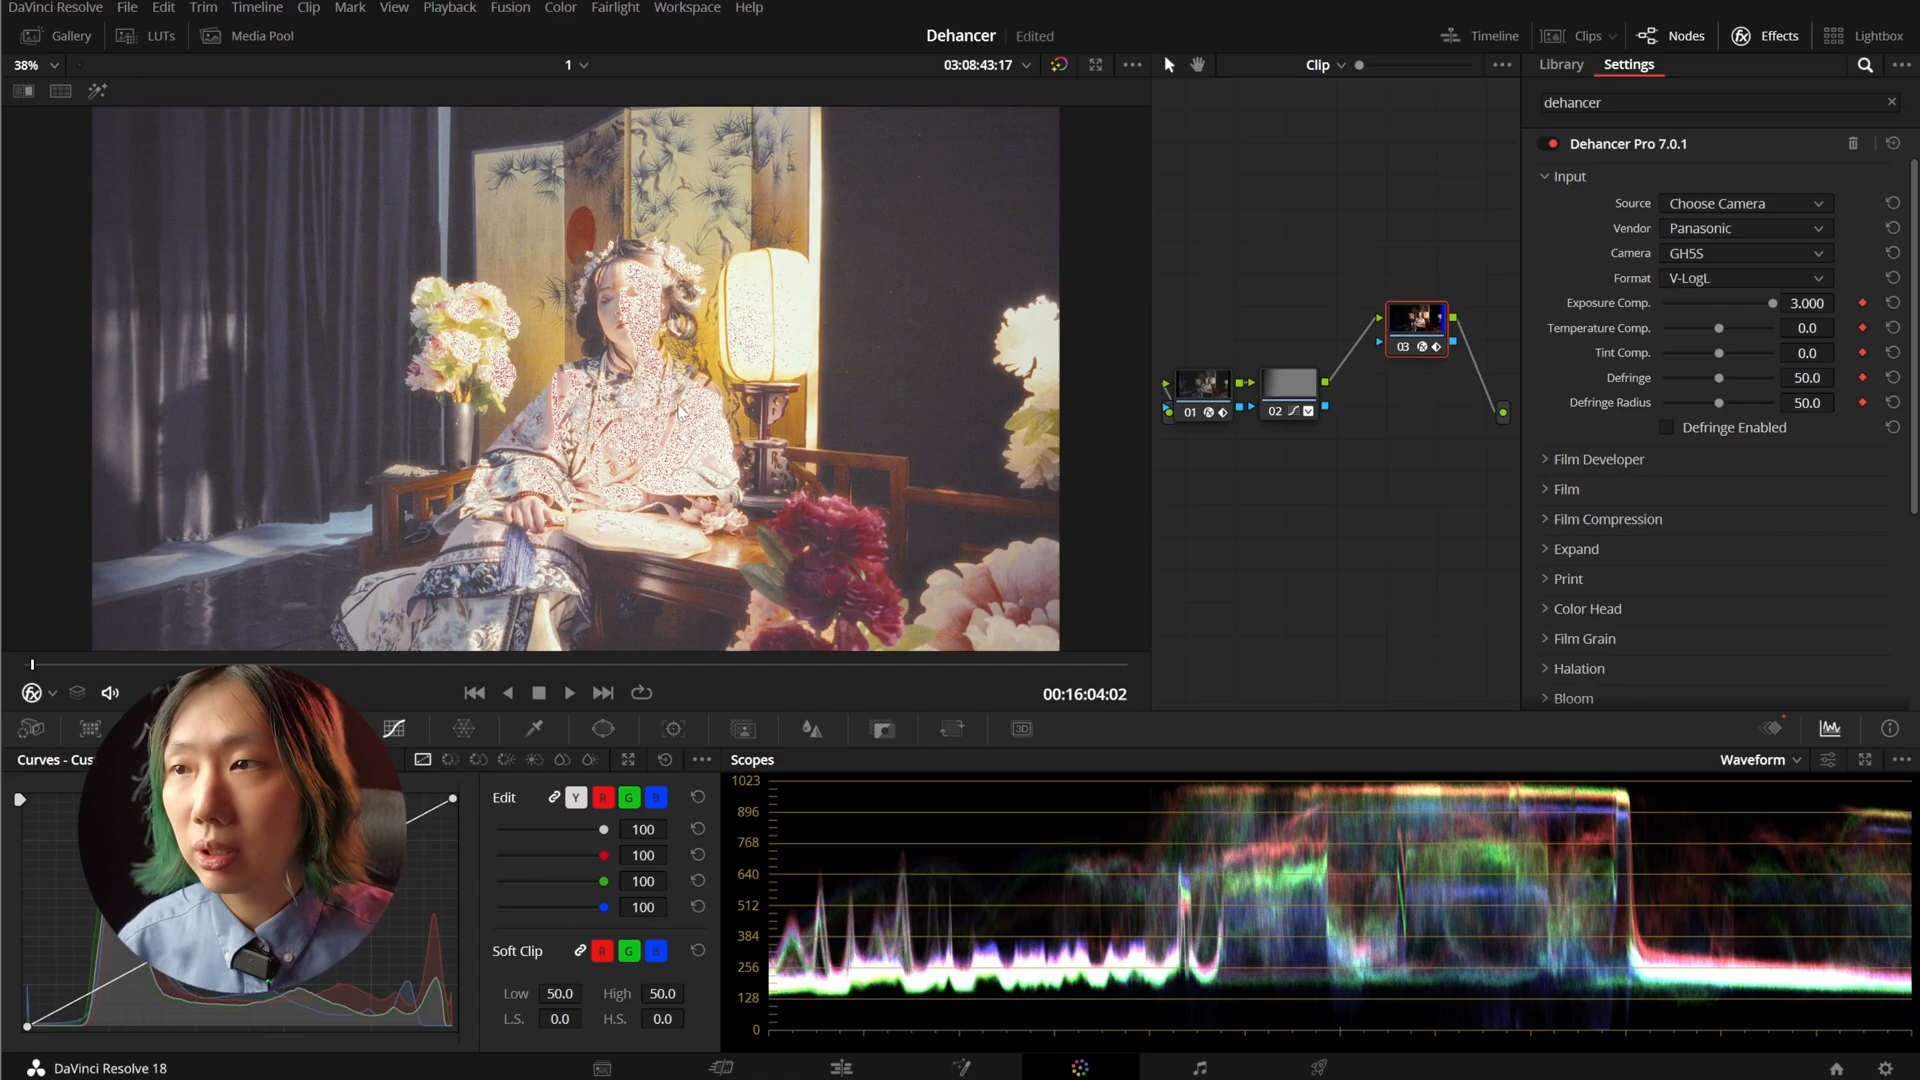 DaVinci Resolve File Edit Trim Timeline Clip Mark View Playback Fusion Color Fairlight Workspace Help
Gallery LUTs Media Pool Dehancer Edited Timeline Clips Nodes Effects Lightbox
38% 1 03:08:43:17 Clip Library Settings
dehancer
Dehancer Pro 7.0.1
Input
Source Choose Camera
Vendor Panasonic
Camera GH5S
Format V-LogL
Exposure Comp. 3.000
Temperature Comp. 0.0
Tint Comp. 0.0
Defringe 50.0
Defringe Radius 50.0
Defringe Enabled
Film Developer
Film
Film Compression
Expand
Print
Color Head
Film Grain
Halation
Bloom
01 02 03
00:16:04:02
3D
Curves - Cus
Edit Y R G B
100
100
100
100
Soft Clip R G B
Low 50.0 High 50.0
L.S. 0.0 H.S. 0.0
Scopes Waveform
1023
896
768
640
512
384
256
128
0
DaVinci Resolve 18